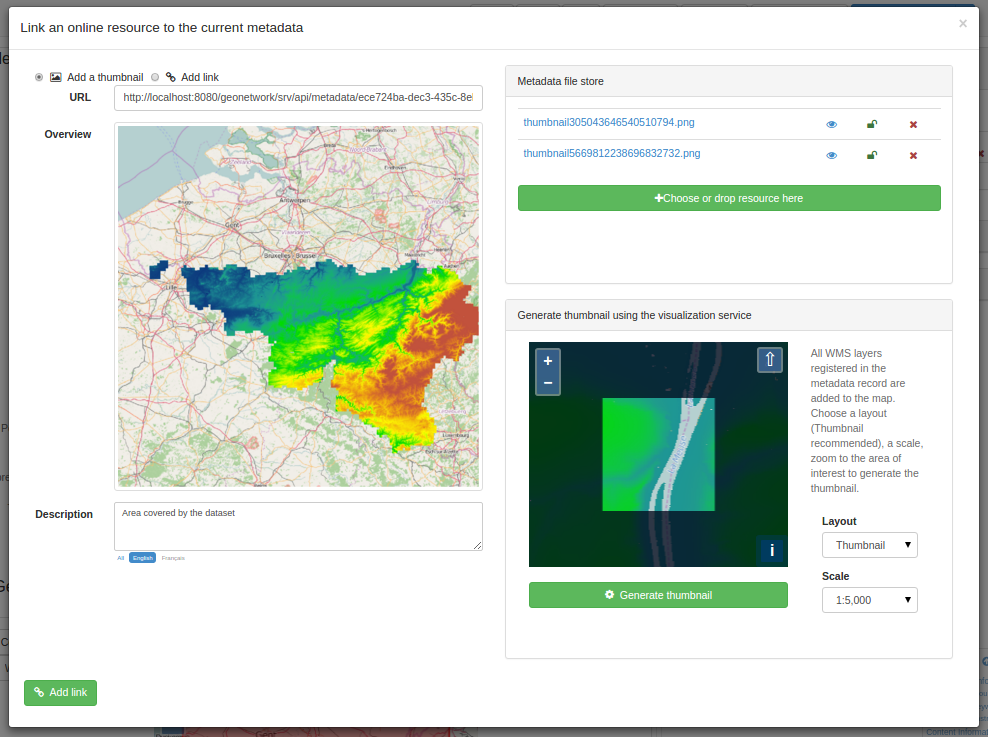 Link an online resource to the current metadata
×
Add a thumbnail
Add link
URL
http://localhost:8080/geonetwork/srv/api/metadata/ece724ba-dec3-435c-8e
Overview
Antwerpen
Gent
Brugge
Eindhoven
Bruxelles - Brussel
Lille
Description
Area covered by the dataset
All
English
Français
Add link
Metadata file store
thumbnail305043646540510794.png
thumbnail5669812238696832732.png
Choose or drop resource here
Generate thumbnail using the visualization service
+
−
⇧
i
Generate thumbnail
All WMS layers
registered in the
metadata record are
added to the map.
Choose a layout
(Thumbnail
recommended), a scale,
zoom to the area of
interest to generate the
thumbnail.
Layout
Thumbnail
Scale
1:5,000
Content Informa